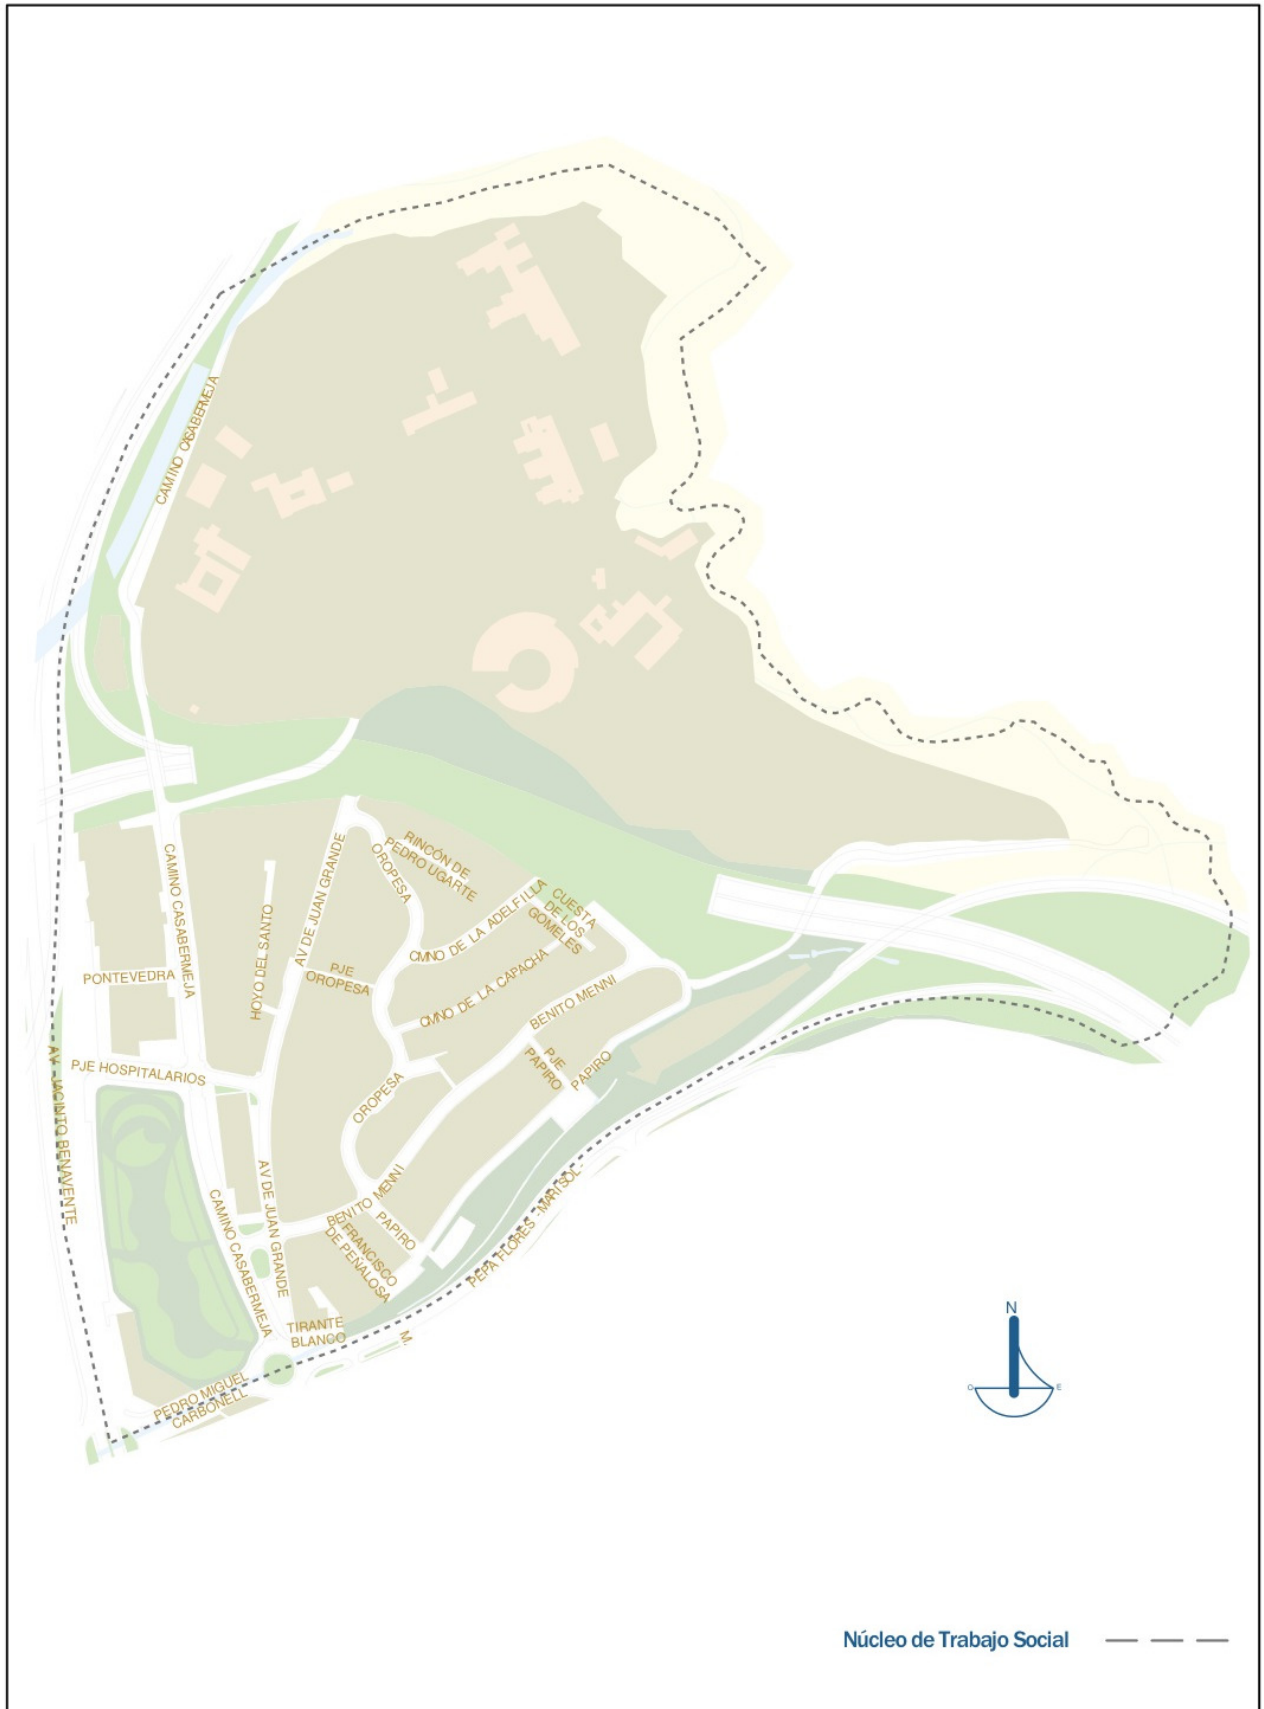 CAMINO CASABERMEJA
RINCÓN DE
PEDRO UGARTE
OROPESA
AV DE JUAN GRANDE
CAMINO CASABERMEJA
HOYO DEL SANTO
CMNO DE LA ADELFILLA
CUESTA
DE LOS
GOMELES
PJE
OROPESA
PONTEVEDRA
CMNO DE LA CAPACHA
BENITO MENNI
PJE HOSPITALARIOS
PJE
PAPIRO
PAPIRO
OROPESA
AV JACINTO BENAVENTE
AV DE JUAN GRANDE
CAMINO CASABERMEJA
BENITO MENNI
PAPIRO
FRANCISCO
DE PEÑALOSA
PEPA FLORES -MARISOL-
TIRANTE
BLANCO
M.
PEDRO MIGUEL
CARBONELL
N
O
E
Núcleo de Trabajo Social